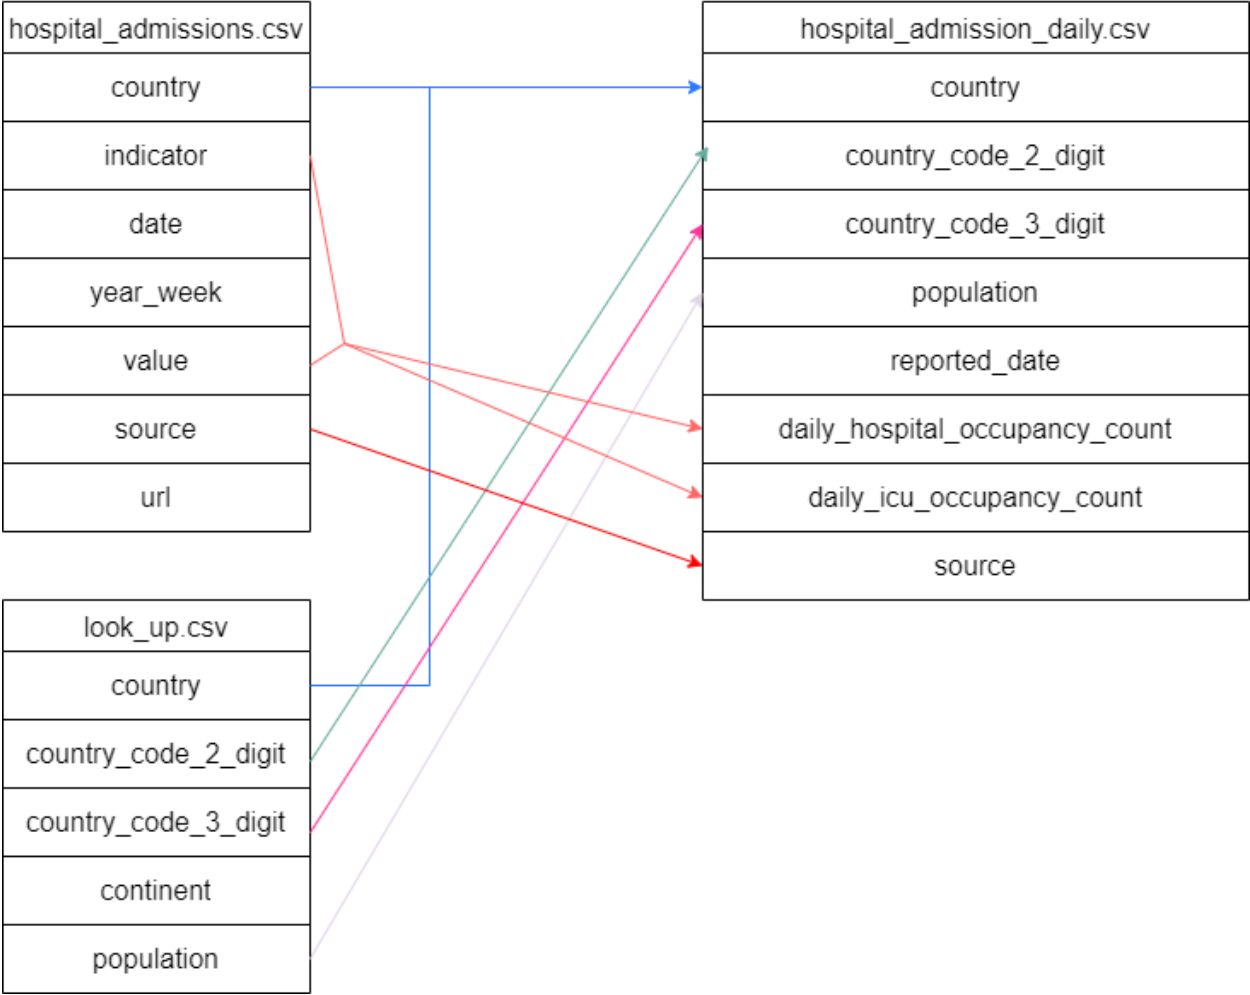 hospital_admissions.csv
country
indicator
date
year_week
value
source
url
look_up.csv
country
country_code_2_digit
country_code_3_digit
continent
population
hospital_admission_daily.csv
country
country_code_2_digit
country_code_3_digit
population
reported_date
daily_hospital_occupancy_count
daily_icu_occupancy_count
source